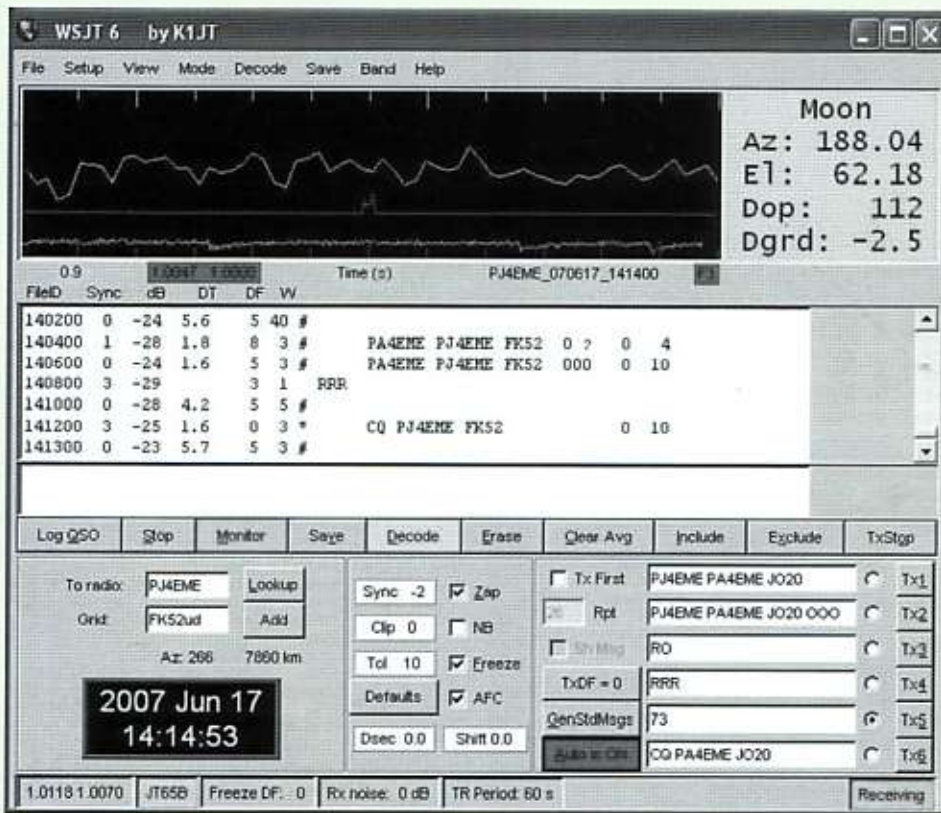 WSJT 6 by K1JT
File Setup View Mode Decode Save Band Help
Moon
Az: 188.04
El: 62.18
Dop: 112
Dgrd: -2.5
0.9 1.0047 1.0000 Time (s) PJ4EME_070617_141400
FileID Sync dB DT DF W
140200 0 -24 5.6 5 40 #
140400 1 -28 1.8 8 3 # PA4EME PJ4EME FK52 0 ? 0 4
140600 0 -24 1.6 5 3 # PA4EME PJ4EME FK52 OOO 0 10
140800 3 -29 3 1 RRR
141000 0 -28 4.2 5 5 #
141200 3 -25 1.6 0 3 * CQ PJ4EME FK52 0 10
141300 0 -23 5.7 5 3 #
Log QSO Stop Monitor Save Decode Erase Clear Avg Include Exclude TxStop
To radio: PJ4EME Lookup
Grid: FK52ud Add
Az: 266 7860 km
2007 Jun 17
14:14:53
Sync -2 Zap
Clip 0 NB
Tol 10 Freeze
Defaults AFC
Dsec 0.0 Shift 0.0
Tx First PJ4EME PA4EME JO20 Tx1
26 Rpt PJ4EME PA4EME JO20 OOO Tx2
Sh Msg RO Tx3
TxDF = 0 RRR Tx4
GenStdMsgs 73 Tx5
Auto is ON CQ PA4EME JO20 Tx6
1.0118 1.0070 JT65B Freeze DF: 0 Rx noise: 0 dB TR Period: 60 s Receiving